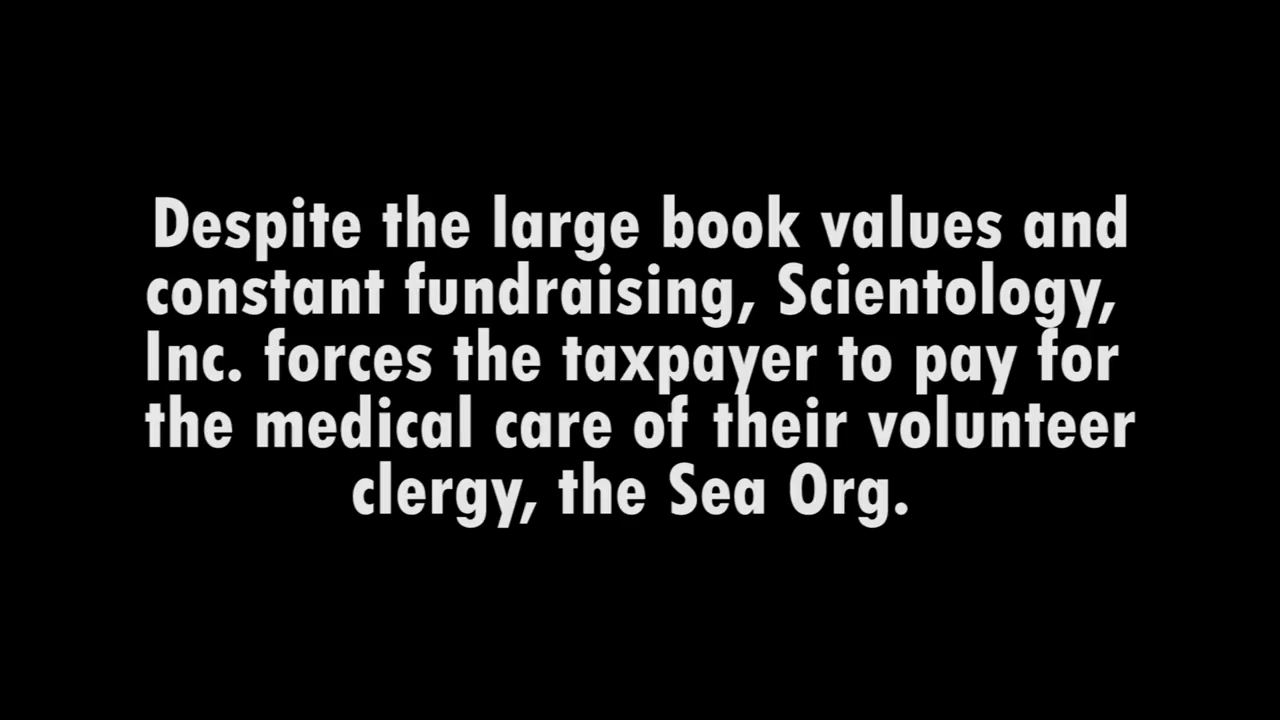 Despite the large book values and
constant fundraising, Scientology,
Inc. forces the taxpayer to pay for
the medical care of their volunteer
clergy, the Sea Org.